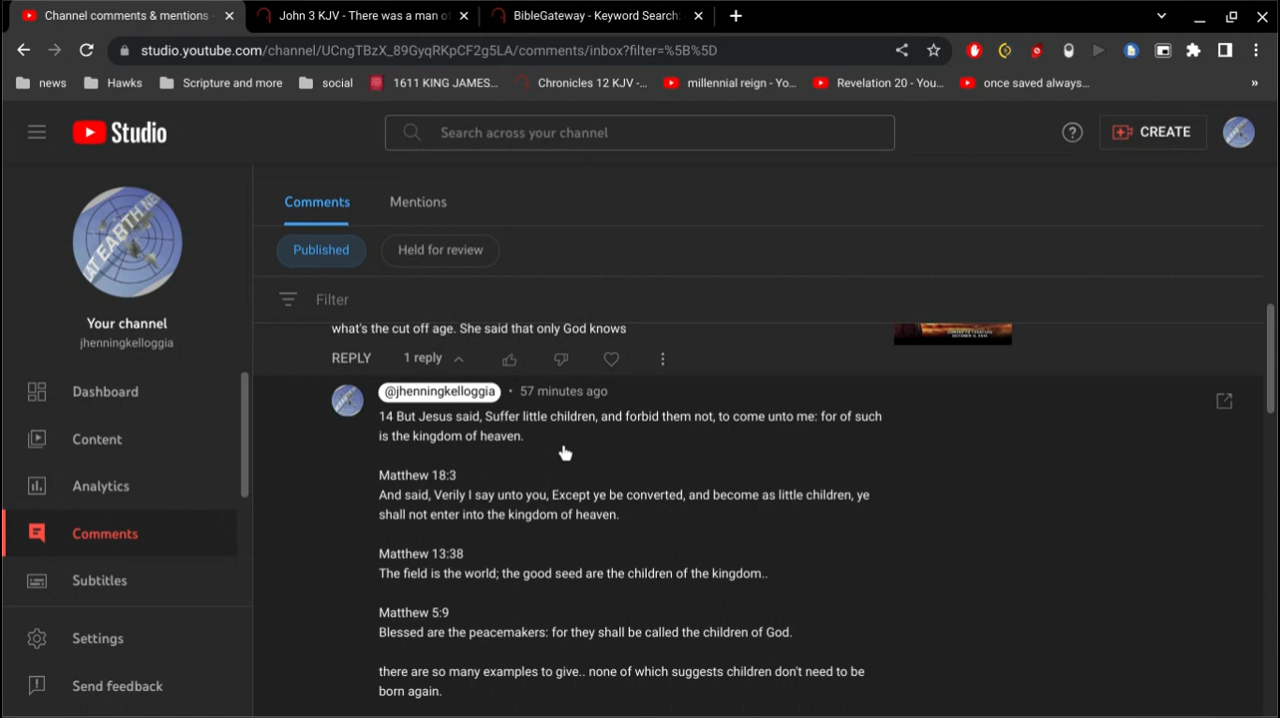 Channel comments & mentions -
John 3 KJV - There was a man of
BibleGateway - Keyword Search:
studio.youtube.com/channel/UCngTBzX_89GyqRKpCF2g5LA/comments/inbox?filter=%5B%5D
news
Hawks
Scripture and more
social
1611 KING JAMES...
Chronicles 12 KJV -...
millennial reign - Yo...
Revelation 20 - You...
once saved always...
»
Studio
Search across your channel
CREATE
AT EARTH NE
Your channel
jhenningkelloggia
Dashboard
Content
Analytics
Comments
Subtitles
Settings
Send feedback
Comments
Mentions
Published
Held for review
Filter
what's the cut off age. She said that only God knows
REPLY
1 reply
@jhenningkelloggia • 57 minutes ago
14 But Jesus said, Suffer little children, and forbid them not, to come unto me: for of such
is the kingdom of heaven.
Matthew 18:3
And said, Verily I say unto you, Except ye be converted, and become as little children, ye
shall not enter into the kingdom of heaven.
Matthew 13:38
The field is the world; the good seed are the children of the kingdom..
Matthew 5:9
Blessed are the peacemakers: for they shall be called the children of God.
there are so many examples to give.. none of which suggests children don't need to be
born again.